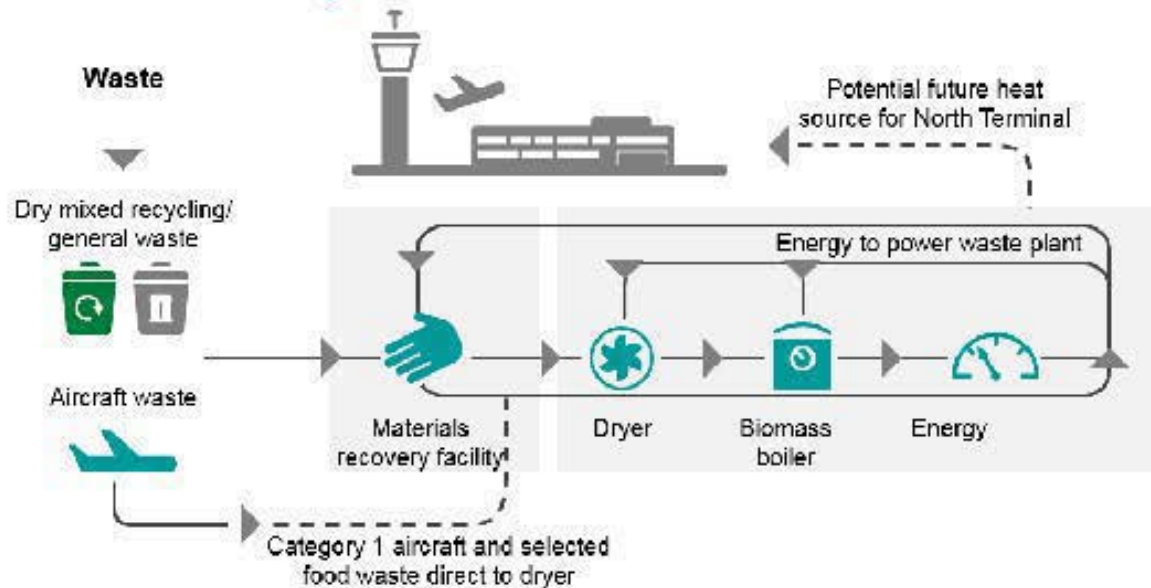 Waste
Potential future heat
source for North Terminal
Dry mixed recycling/
general waste
Energy to power waste plant
Aircraft waste
Materials
recovery facility
Dryer
Biomass
boiler
Energy
Category 1 aircraft and selected
food waste direct to dryer